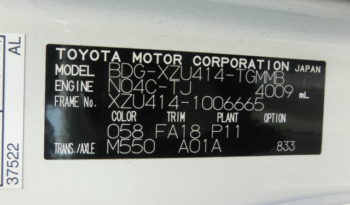 TOYOTA MOTOR CORPORATION JAPAN
MODEL BDG-XZU414-TGMMB
ENGINE N04C-TJ 4009 mL
FRAME No. XZU414-1006665
COLOR TRIM PLANT OPTION
058 FA18 P11
TRANS./AXLE M550 A01A 833
37522 AL